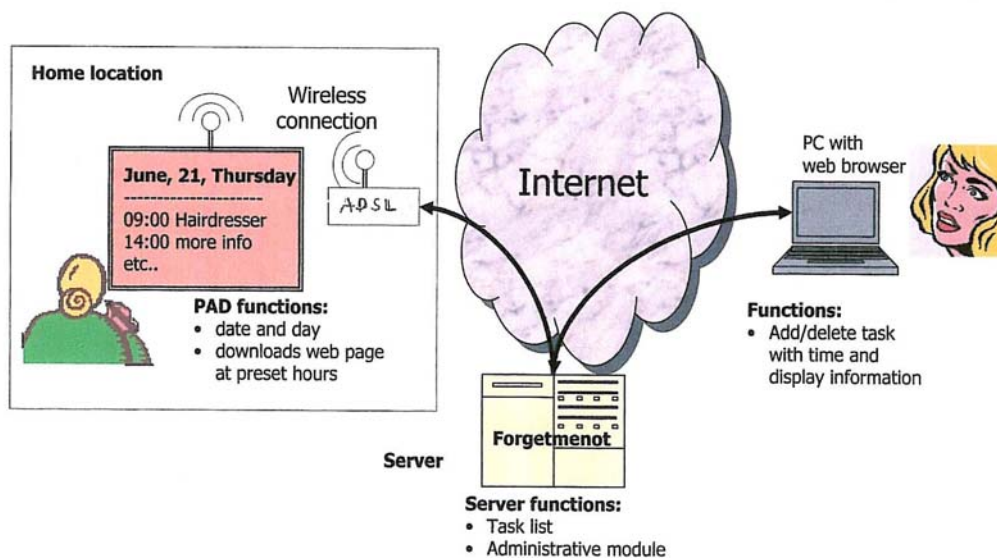 Home location
Wireless
connection
June, 21, Thursday
----------------------
09:00 Hairdresser
14:00 more info
etc..
ADSL
PAD functions:
• date and day
• downloads web page
at preset hours
Internet
PC with
web browser
Functions:
• Add/delete task
with time and
display information
Forgetmenot
Server
Server functions:
• Task list
• Administrative module